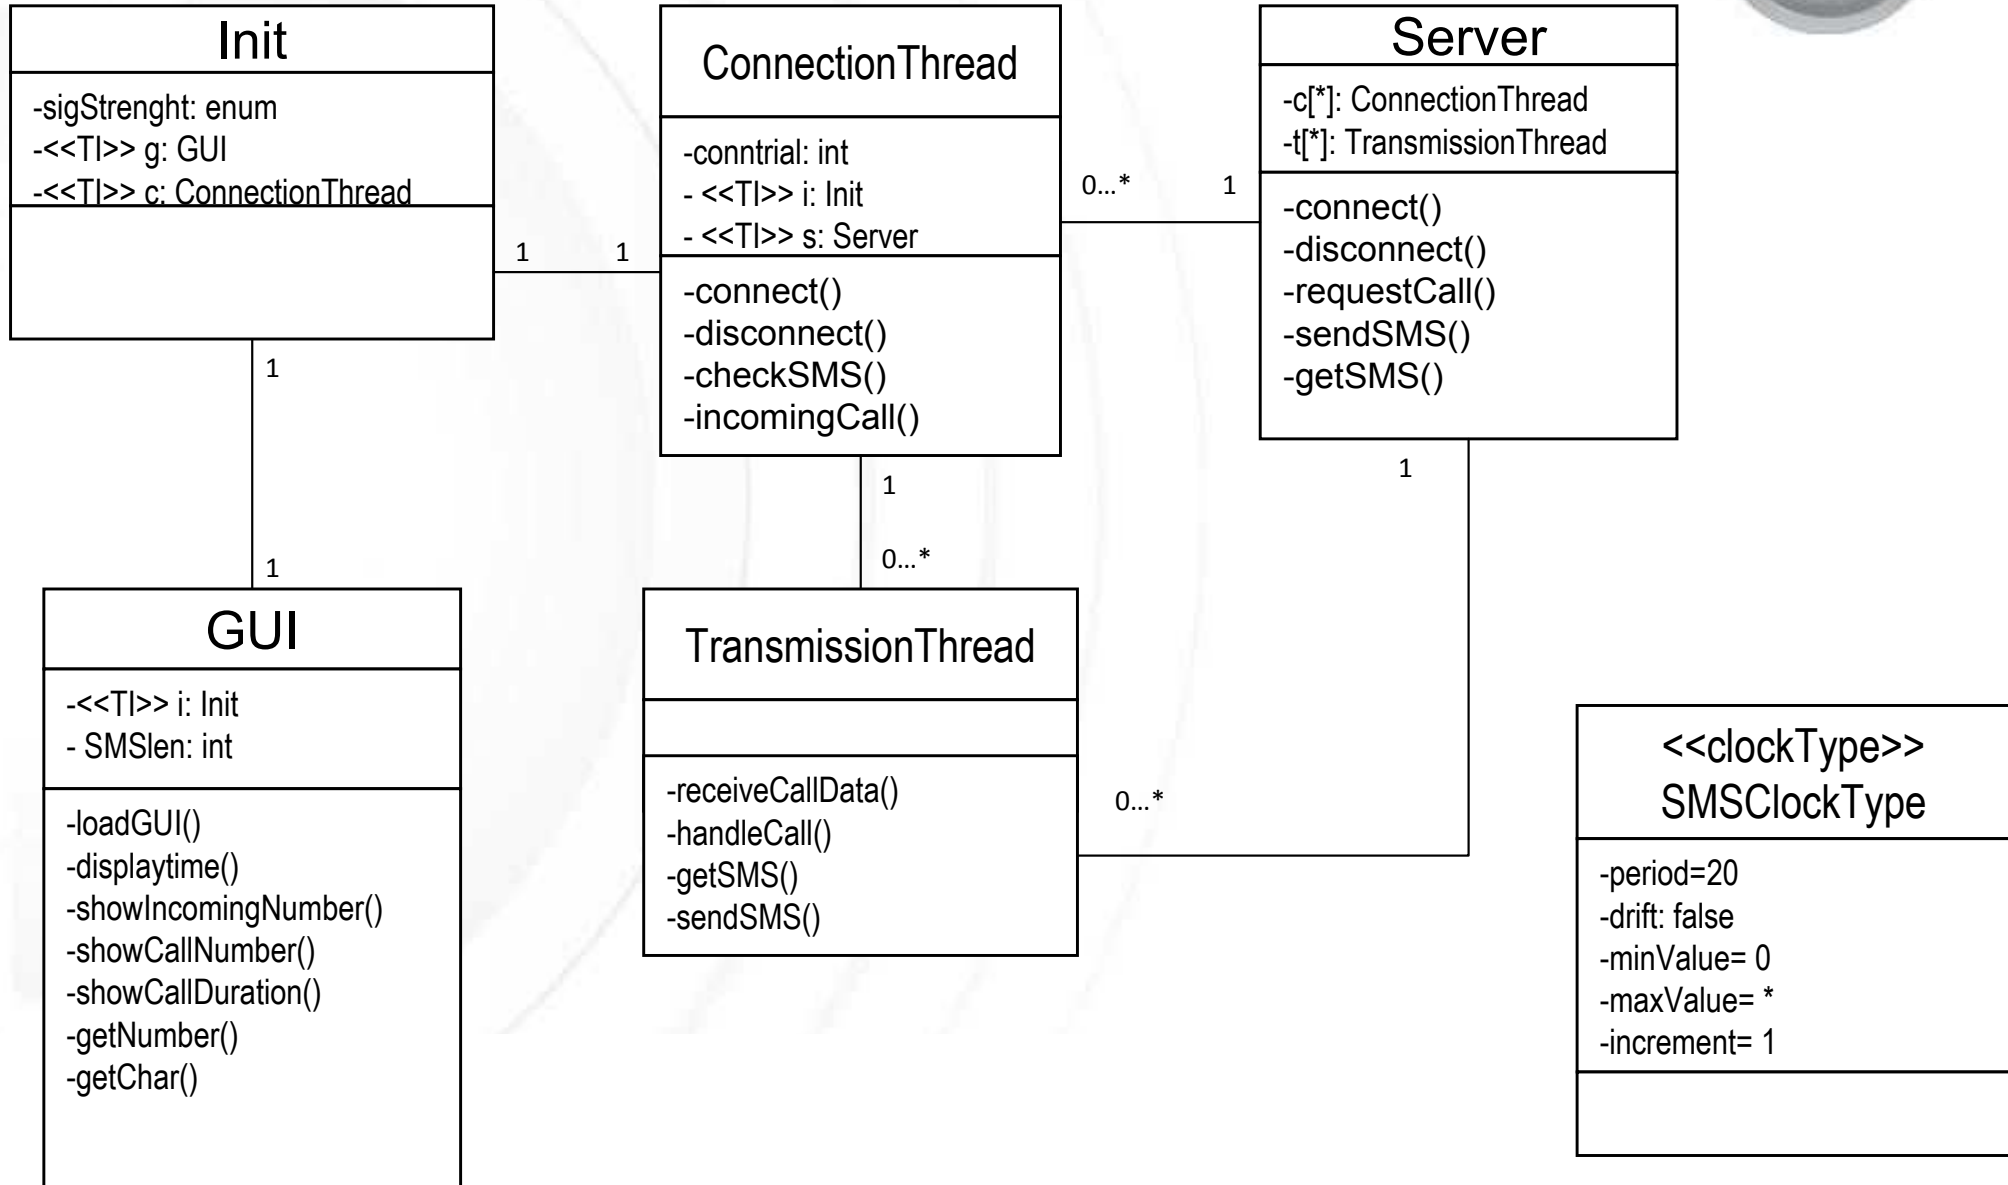 Init
-sigStrenght: enum
-<<TI>> g: GUI
-<<TI>> c: ConnectionThread
1
1
1
1
ConnectionThread
-conntrial: int
- <<TI>> i: Init
- <<TI>> s: Server
-connect()
-disconnect()
-checkSMS()
-incomingCall()
0...*
1
1
0...*
Server
-c[*]: ConnectionThread
-t[*]: TransmissionThread
-connect()
-disconnect()
-requestCall()
-sendSMS()
-getSMS()
1
0...*
GUI
-<<TI>> i: Init
- SMSlen: int
-loadGUI()
-displaytime()
-showIncomingNumber()
-showCallNumber()
-showCallDuration()
-getNumber()
-getChar()
TransmissionThread
-receiveCallData()
-handleCall()
-getSMS()
-sendSMS()
<<clockType>>
SMSClockType
-period=20
-drift: false
-minValue= 0
-maxValue= *
-increment= 1